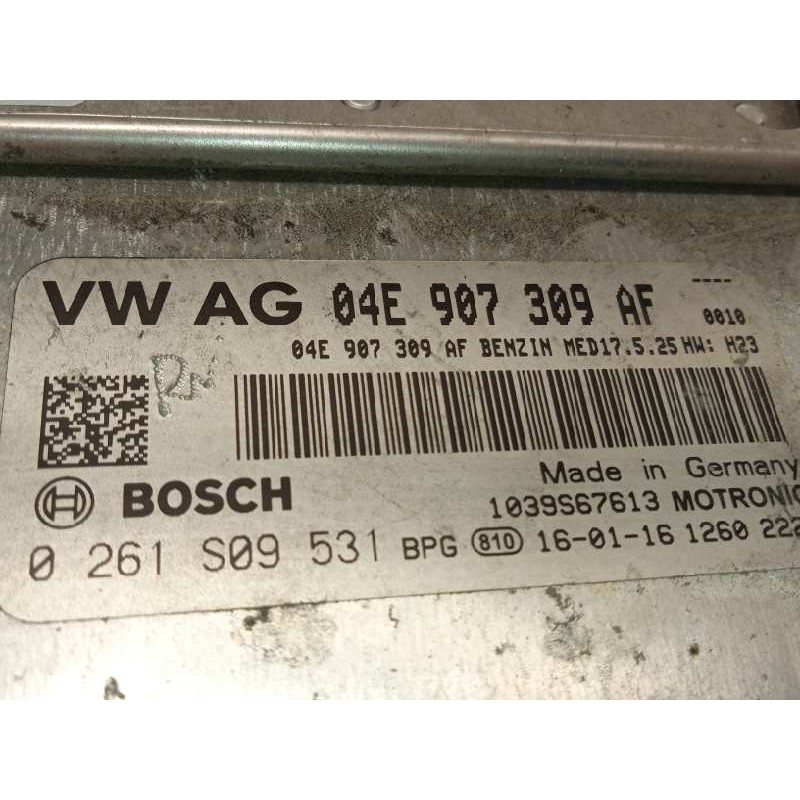 VW AG 04E 907 309 AF ----
0010
04E 907 309 AF BENZIN MED17.5.25 HW: H23
Made in Germany
BOSCH 1039S67613 MOTRONIC
0 261 S09 531 BPG 810 16-01-16 1260 222